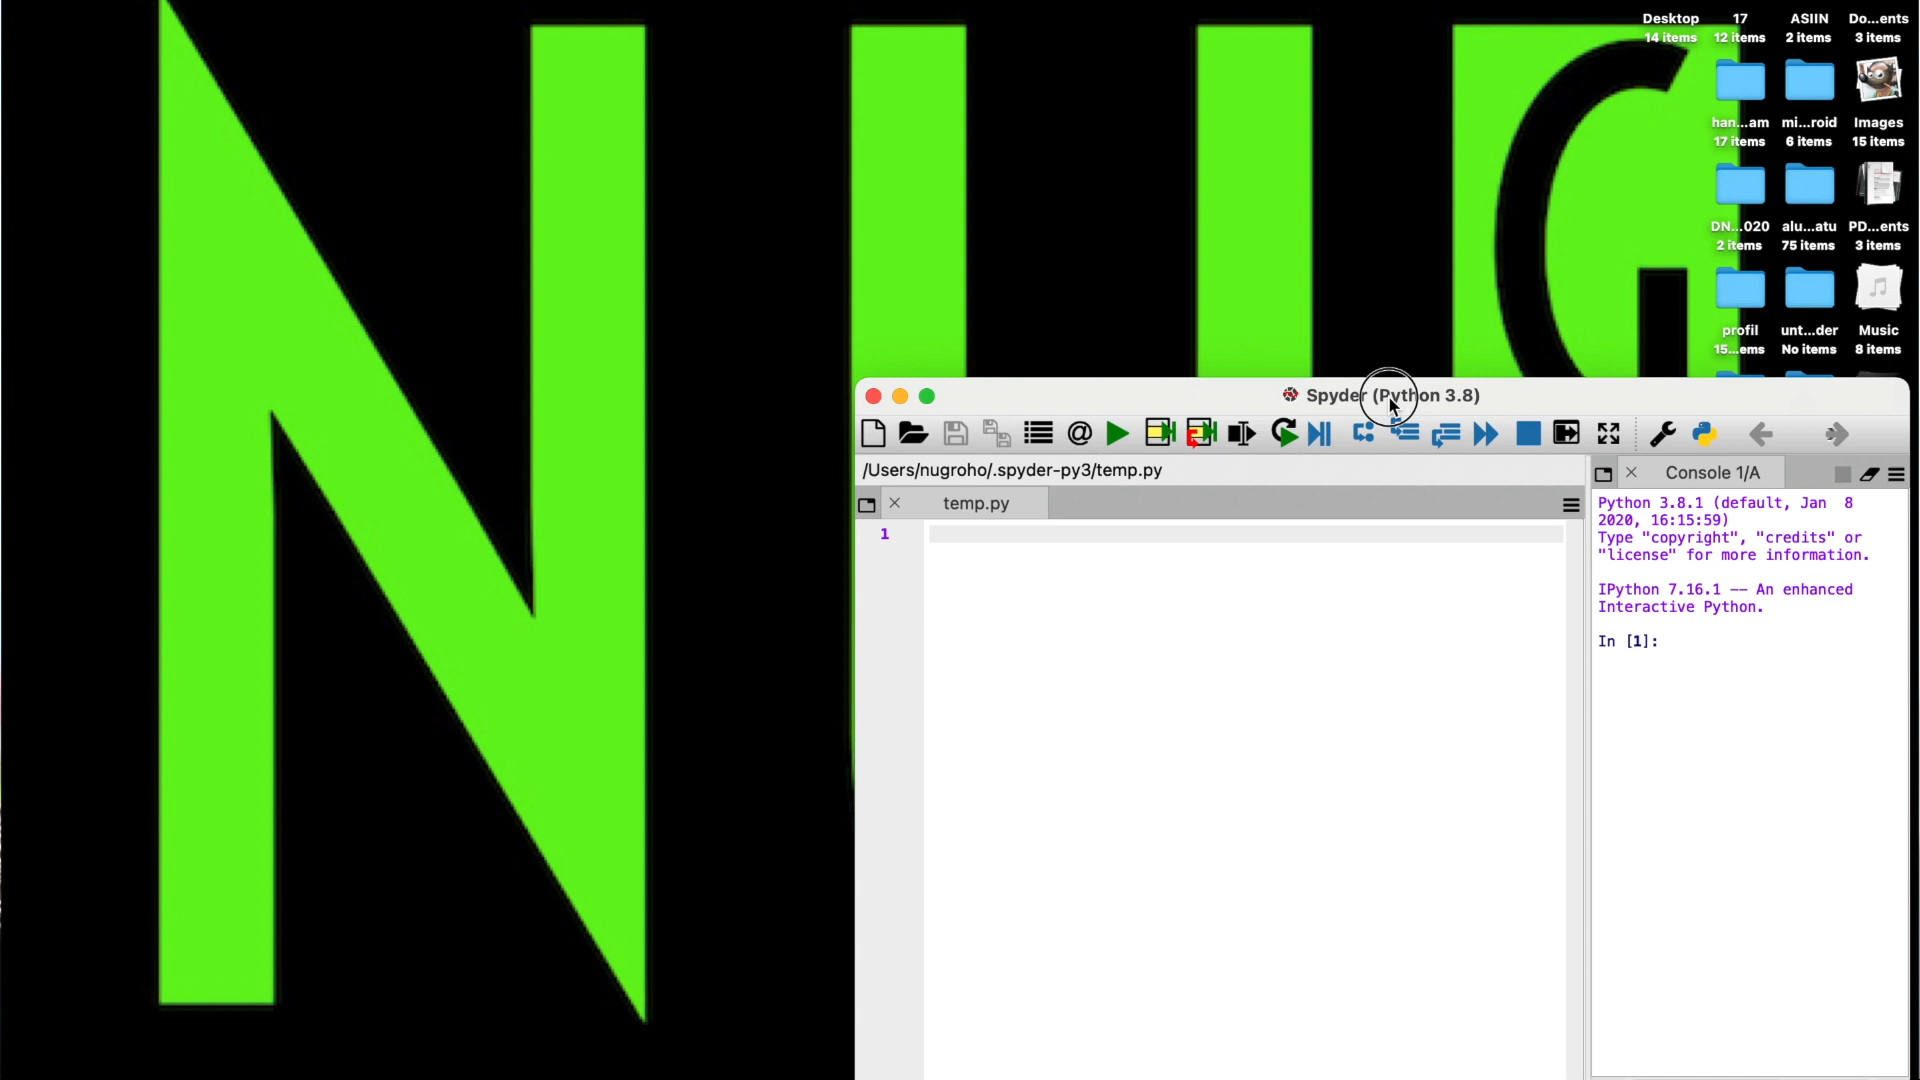 NUG
Desktop
14 items
17
12 items
ASIIN
2 items
Do...ents
3 items
han...am
17 items
mi...roid
6 items
Images
15 items
DN...020
2 items
alu...atu
75 items
PD...ents
3 items
profil
15...ems
unt...der
No items
Music
8 items
Spyder (Python 3.8)
/Users/nugroho/.spyder-py3/temp.py
temp.py
1
Console 1/A
Python 3.8.1 (default, Jan  8
2020, 16:15:59)
Type "copyright", "credits" or
"license" for more information.
IPython 7.16.1 -- An enhanced
Interactive Python.
In [1]: